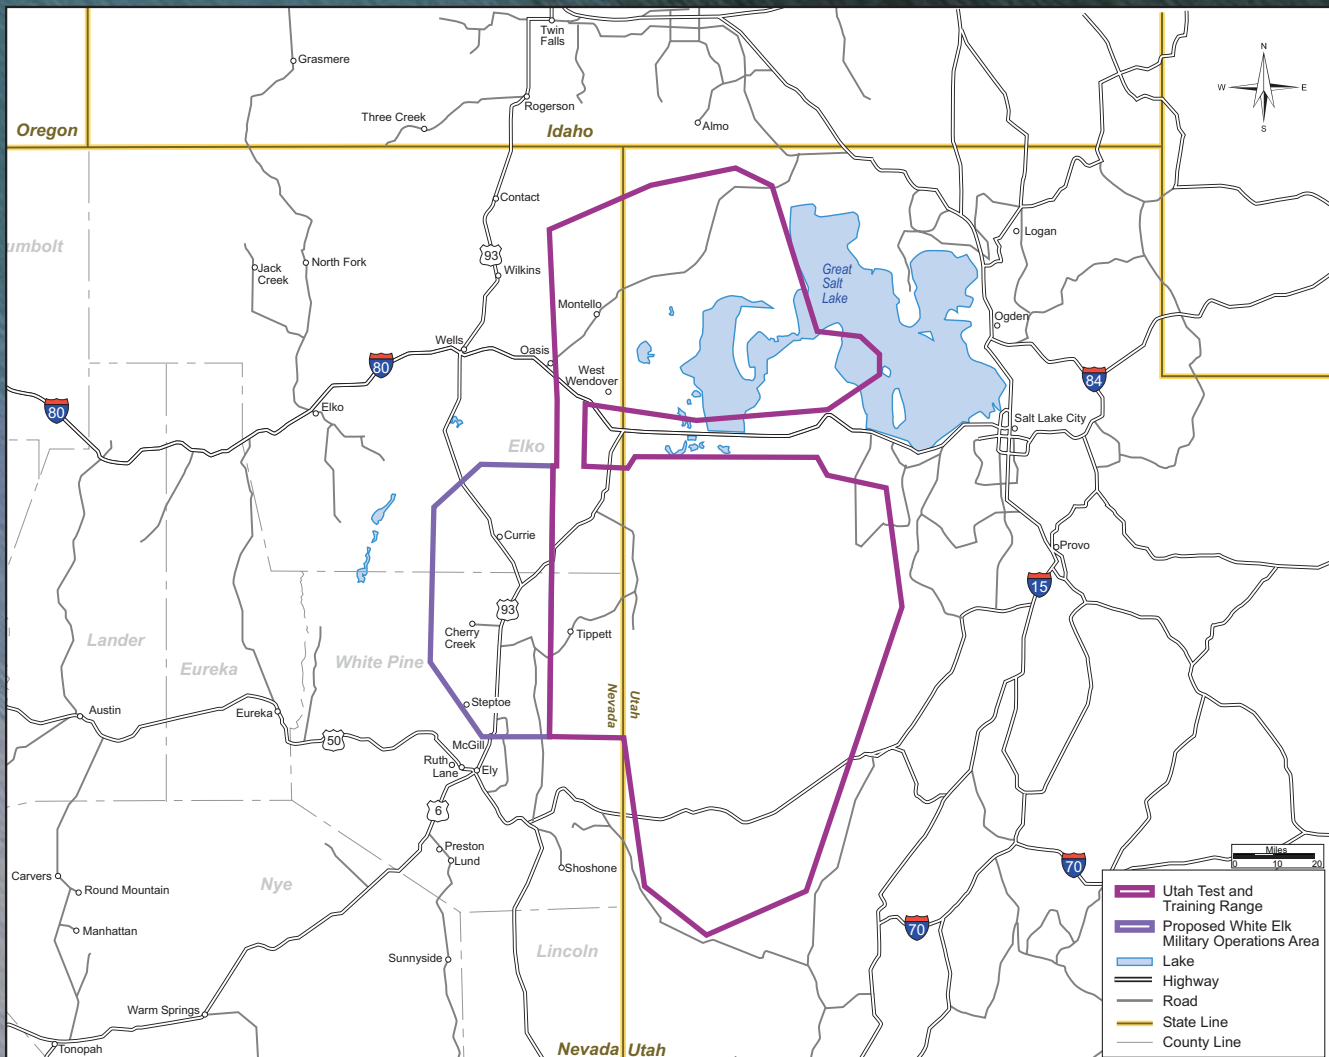 Twin
Falls
Grasmere
Rogerson
Three Creek
Almo
Oregon
Idaho
N
W
E
S
Contact
Logan
umbolt
93
Jack
Creek
North Fork
Wilkins
Great
Salt
Lake
Montello
Ogden
Wells
Oasis
80
West
Wendover
84
80
Elko
Salt Lake City
Elko
Currie
Provo
15
93
Cherry
Creek
Tippett
Lander
Eureka
White Pine
Nevada
Utah
Steptoe
Austin
Eureka
50
McGill
Ruth
Lane
Ely
6
Preston
Lund
Shoshone
Miles
0
10
20
70
Carvers
Round Mountain
Nye
Manhattan
70
Lincoln
Sunnyside
Warm Springs
Tonopah
Nevada
Utah
Utah Test and
Training Range
Proposed White Elk
Military Operations Area
Lake
Highway
Road
State Line
County Line